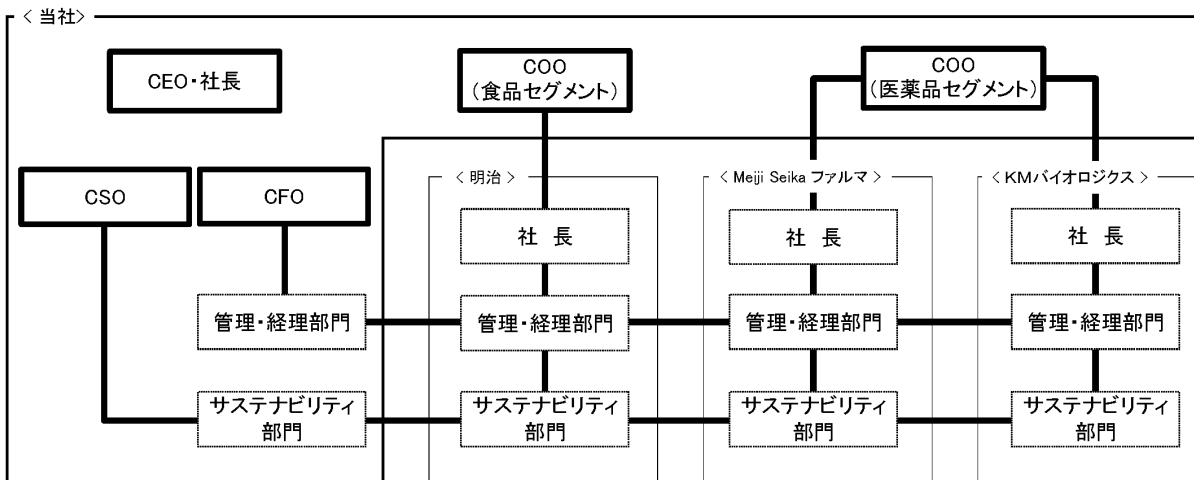 < 当社>
CEO・社長
COO
(食品セグメント)
COO
(医薬品セグメント)
CSO
CFO
< 明治 >
< Meiji Seika ファルマ >
< KMバイオロジクス >
社 長
社 長
社 長
管理・経理部門
管理・経理部門
管理・経理部門
管理・経理部門
サステナビリティ
部門
サステナビリティ
部門
サステナビリティ
部門
サステナビリティ
部門